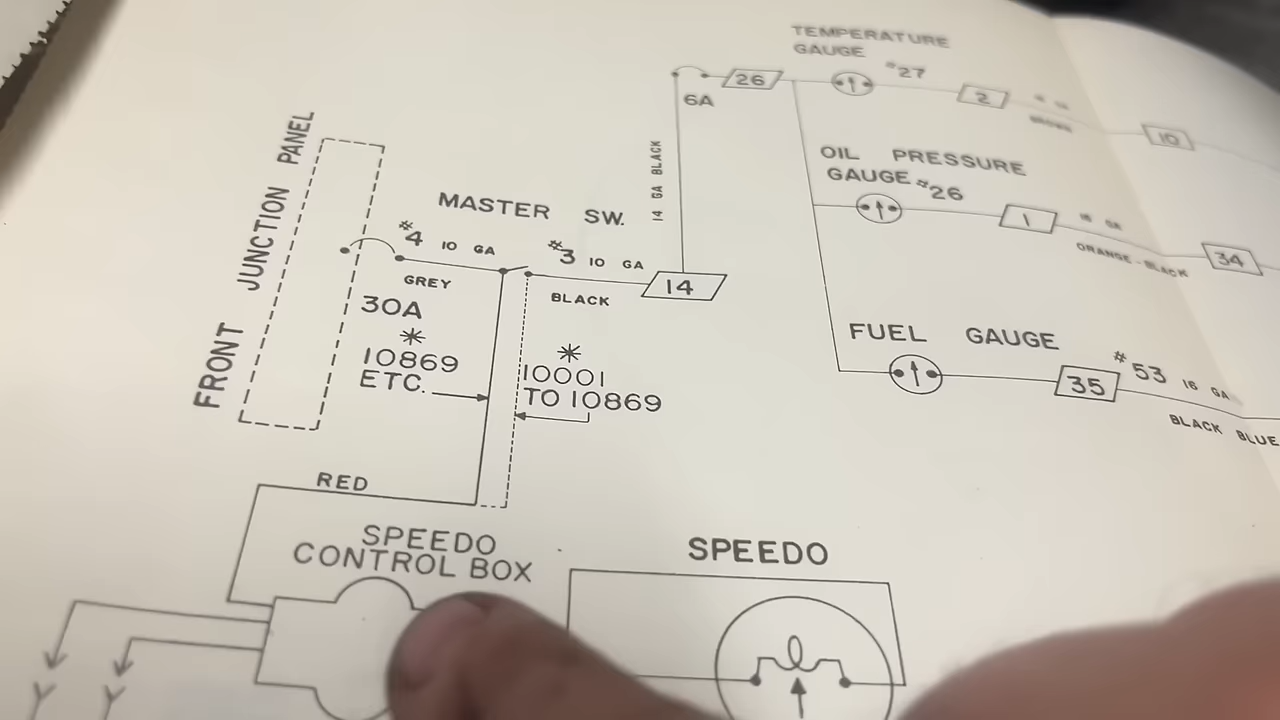 TEMPERATURE
GAUGE
#27
26
6A
2
BROWN
10
14 GA BLACK
OIL PRESSURE
GAUGE #26
1
16 GA
ORANGE-BLACK
34
FRONT JUNCTION PANEL
MASTER SW.
#4 10 GA
GREY
30A
#3 10 GA
BLACK
14
*
10869
ETC.
*
10001
TO 10869
FUEL GAUGE
35
#53 16 GA
BLACK BLUE
RED
SPEEDO
CONTROL BOX
SPEEDO